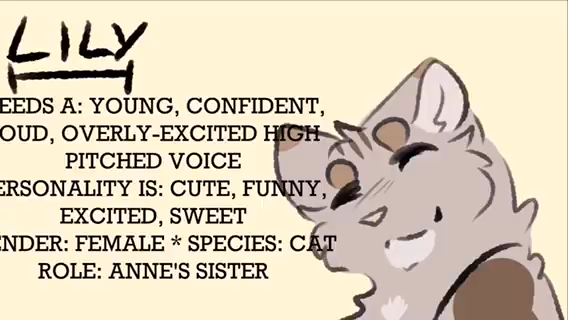 LILY
EEDS A: YOUNG, CONFIDENT,
OUD, OVERLY-EXCITED HIGH
PITCHED VOICE
ERSONALITY IS: CUTE, FUNNY,
EXCITED, SWEET
ENDER: FEMALE * SPECIES: CAT
ROLE: ANNE'S SISTER